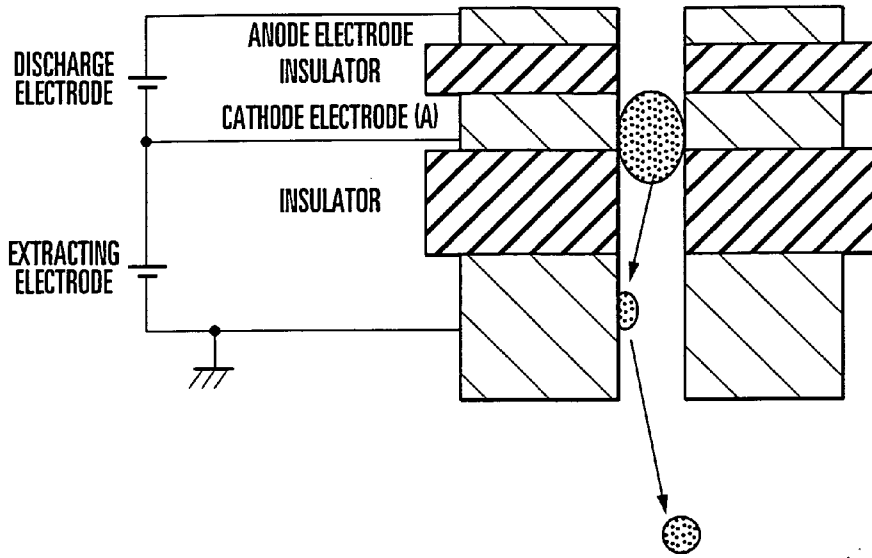 ANODE ELECTRODE
DISCHARGE
ELECTRODE
INSULATOR
CATHODE ELECTRODE (A)
INSULATOR
EXTRACTING
ELECTRODE